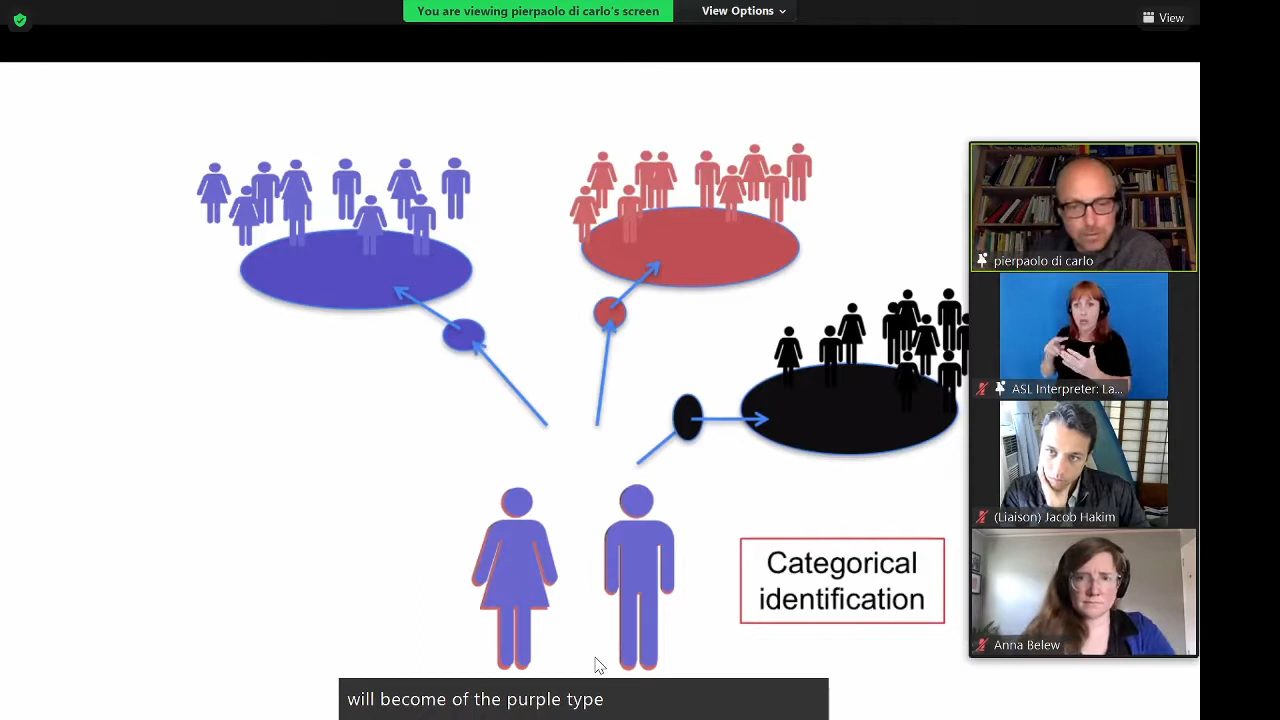 You are viewing pierpaolo di carlo's screen
View Options
View
pierpaolo di carlo
ASL Interpreter: La...
(Liaison) Jacob Hakim
Categorical
identification
Anna Belew
will become of the purple type